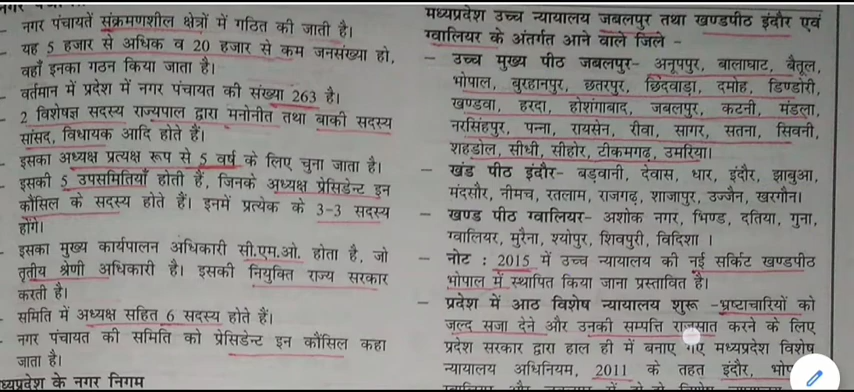 नगर पंचायतें संक्रमणशील क्षेत्रों में गठित की जाती है।
यह 5 हजार से अधिक व 20 हजार से कम जनसंख्या हो,
वहाँ इनका गठन किया जाता है।
वर्तमान में प्रदेश में नगर पंचायत की संख्या 263 है।
2 विशेषज्ञ सदस्य राज्यपाल द्वारा मनोनीत तथा बाकी सदस्य
सांसद, विधायक आदि होते हैं।
इसका अध्यक्ष प्रत्यक्ष रूप से 5 वर्ष के लिए चुना जाता है।
इसकी 5 उपसमितियाँ होती हैं, जिनके अध्यक्ष प्रेसिडेन्ट इन
कौंसिल के सदस्य होते हैं। इनमें प्रत्येक के 3-3 सदस्य
होंगे।
इसका मुख्य कार्यपालन अधिकारी सी.एम.ओ. होता है, जो
तृतीय श्रेणी अधिकारी है। इसकी नियुक्ति राज्य सरकार
करती है।
समिति में अध्यक्ष सहित 6 सदस्य होते हैं।
नगर पंचायत की समिति को प्रेसिडेन्ट इन कौंसिल कहा
जाता है।
मध्यप्रदेश के नगर निगम
मध्यप्रदेश उच्च न्यायालय जबलपुर तथा खण्डपीठ इंदौर एवं
ग्वालियर के अंतर्गत आने वाले जिले -
- उच्च मुख्य पीठ जबलपुर- अनूपपुर, बालाघाट, बैतूल,
भोपाल, बुरहानपुर, छतरपुर, छिंदवाड़ा, दमोह, डिण्डोरी,
खण्डवा, हरदा, होशंगाबाद, जबलपुर, कटनी, मंडला,
नरसिंहपुर, पन्ना, रायसेन, रीवा, सागर, सतना, सिवनी,
शहडोल, सीधी, सीहोर, टीकमगढ़, उमरिया।
- खंड पीठ इंदौर- बड़वानी, देवास, धार, इंदौर, झाबुआ,
मंदसौर, नीमच, रतलाम, राजगढ़, शाजापुर, उज्जैन, खरगौन।
- खण्ड पीठ ग्वालियर- अशोक नगर, भिण्ड, दतिया, गुना,
ग्वालियर, मुरैना, श्योपुर, शिवपुरी, विदिशा ।
- नोट : 2015 में उच्च न्यायालय की नई सर्किट खण्डपीठ
भोपाल में स्थापित किया जाना प्रस्तावित है।
- प्रदेश में आठ विशेष न्यायालय शुरू -भ्रष्टाचारियों को
जल्द सजा देने और उनकी सम्पत्ति राजसात करने के लिए
प्रदेश सरकार द्वारा हाल ही में बनाए गए मध्यप्रदेश विशेष
न्यायालय अधिनियम, 2011 के तहत इंदौर,